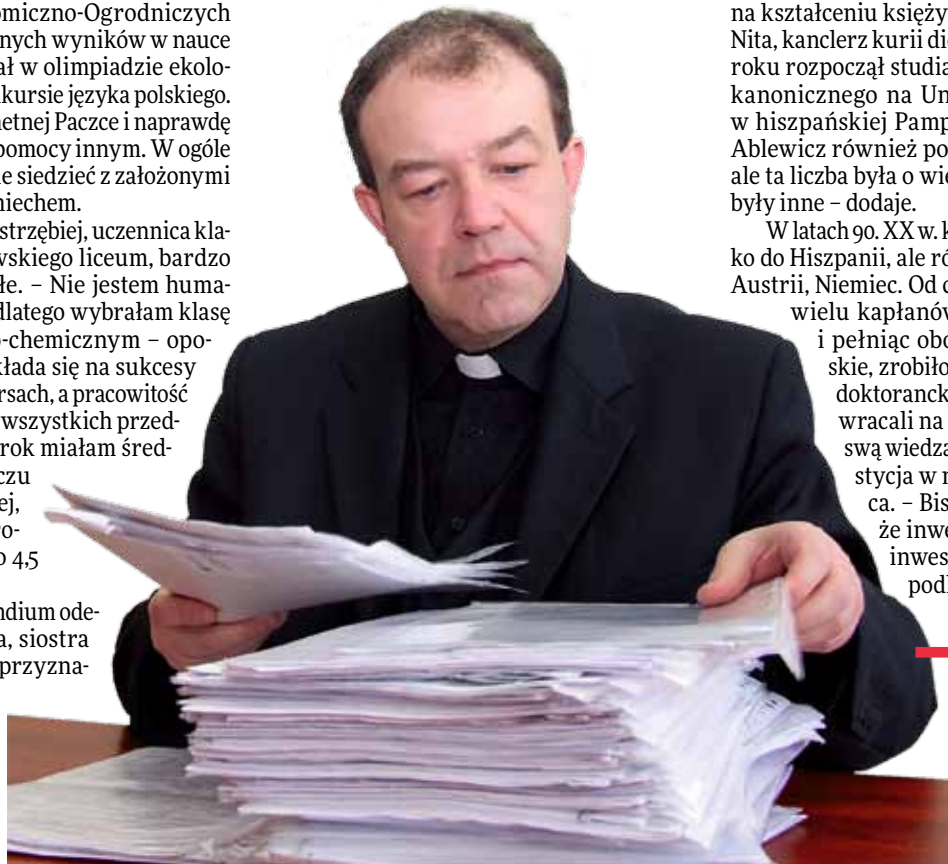 omiczno-Ogrodniczych
nych wyników w nauce
ał w olimpiadzie ekolo-
kursie języka polskiego.
etnej Paczce i naprawdę
pomocy innym. W ogóle
e siedzieć z założonymi
niechem.
strzębiej, uczennica kla-
wskiego liceum, bardzo
łe. – Nie jestem huma-
dlatego wybrałam klasę
o-chemicznym – opo-
kłada się na sukcesy
rsach, a pracowitość
wszystkich przed-
rok miałam śred-
czu
ej,
ro-
o 4,5
ndium ode-
a, siostra
przyzna-
na kształceniu księży
Nita, kanclerz kurii die
roku rozpoczął studia
kanonicznego na Un
w hiszpańskiej Pamp
Ablewicz również po
ale ta liczba była o wie
były inne – dodaje.
W latach 90. XX w. k
ko do Hiszpanii, ale ró
Austrii, Niemiec. Od d
wielu kapłanów
i pełniąc obo
skie, zrobiło
doktoranck
wracali na
swą wiedzą
stycja w n
ca. – Bis
że inwe
inwes
podl